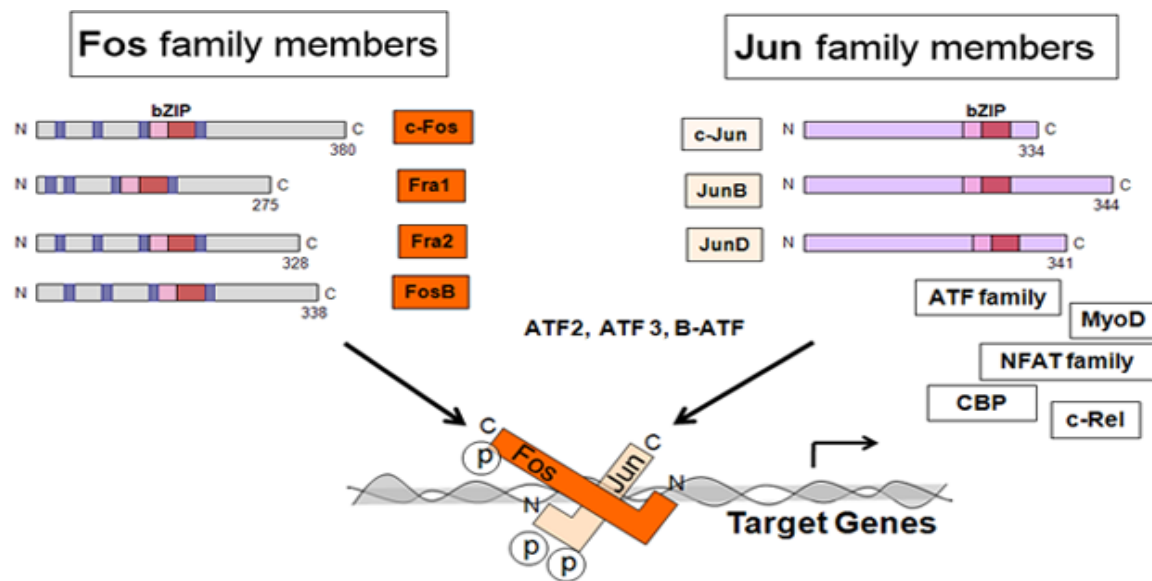 Fos family members
Jun family members
bZIP
N C
380
c-Fos
N C
275
Fra1
N C
328
Fra2
N C
338
FosB
bZIP
c-Jun
N C
334
JunB
N C
344
JunD
N C
341
ATF family
MyoD
NFAT family
CBP
c-Rel
ATF2, ATF 3, B-ATF
C
p
Fos
Jun
C
N
N
p
p
Target Genes